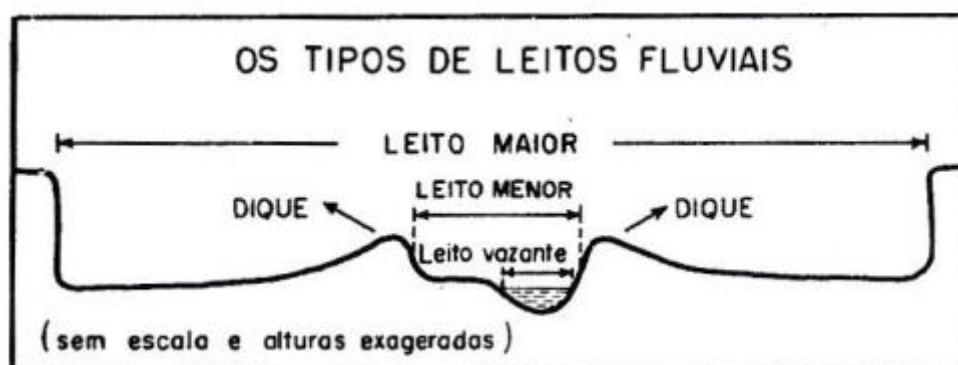 OS TIPOS DE LEITOS FLUVIAIS
LEITO MAIOR
LEITO MENOR
DIQUE
DIQUE
Leito vazante
(sem escala e alturas exageradas)